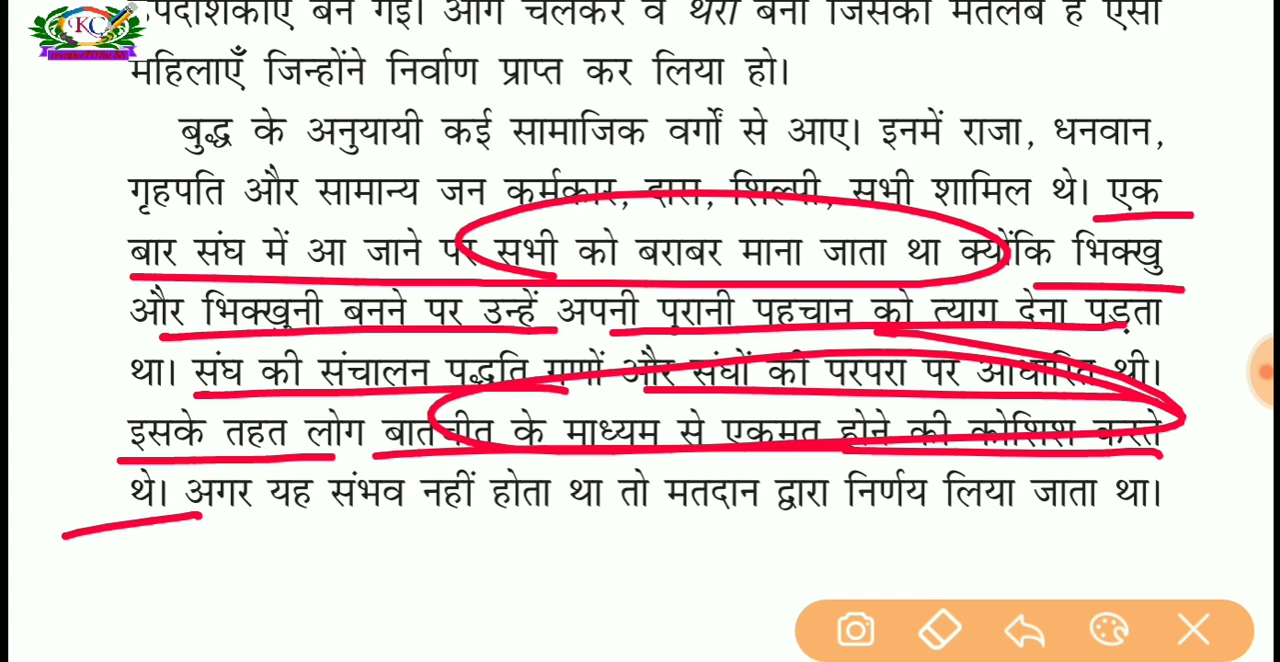 KC
उपदेशिकाएँ बन गईं। आगे चलकर वे थेरी बनीं जिसका मतलब है ऐसी
महिलाएँ जिन्होंने निर्वाण प्राप्त कर लिया हो।
बुद्ध के अनुयायी कई सामाजिक वर्गों से आए। इनमें राजा, धनवान,
गृहपति और सामान्य जन कर्मकार, दास, शिल्पी, सभी शामिल थे। एक
बार संघ में आ जाने पर सभी को बराबर माना जाता था क्योंकि भिक्खु
और भिक्खुनी बनने पर उन्हें अपनी पुरानी पहचान को त्याग देना पड़ता
था। संघ की संचालन पद्धति गणों और संघों की परंपरा पर आधारित थी।
इसके तहत लोग बातचीत के माध्यम से एकमत होने की कोशिश करते
थे। अगर यह संभव नहीं होता था तो मतदान द्वारा निर्णय लिया जाता था।